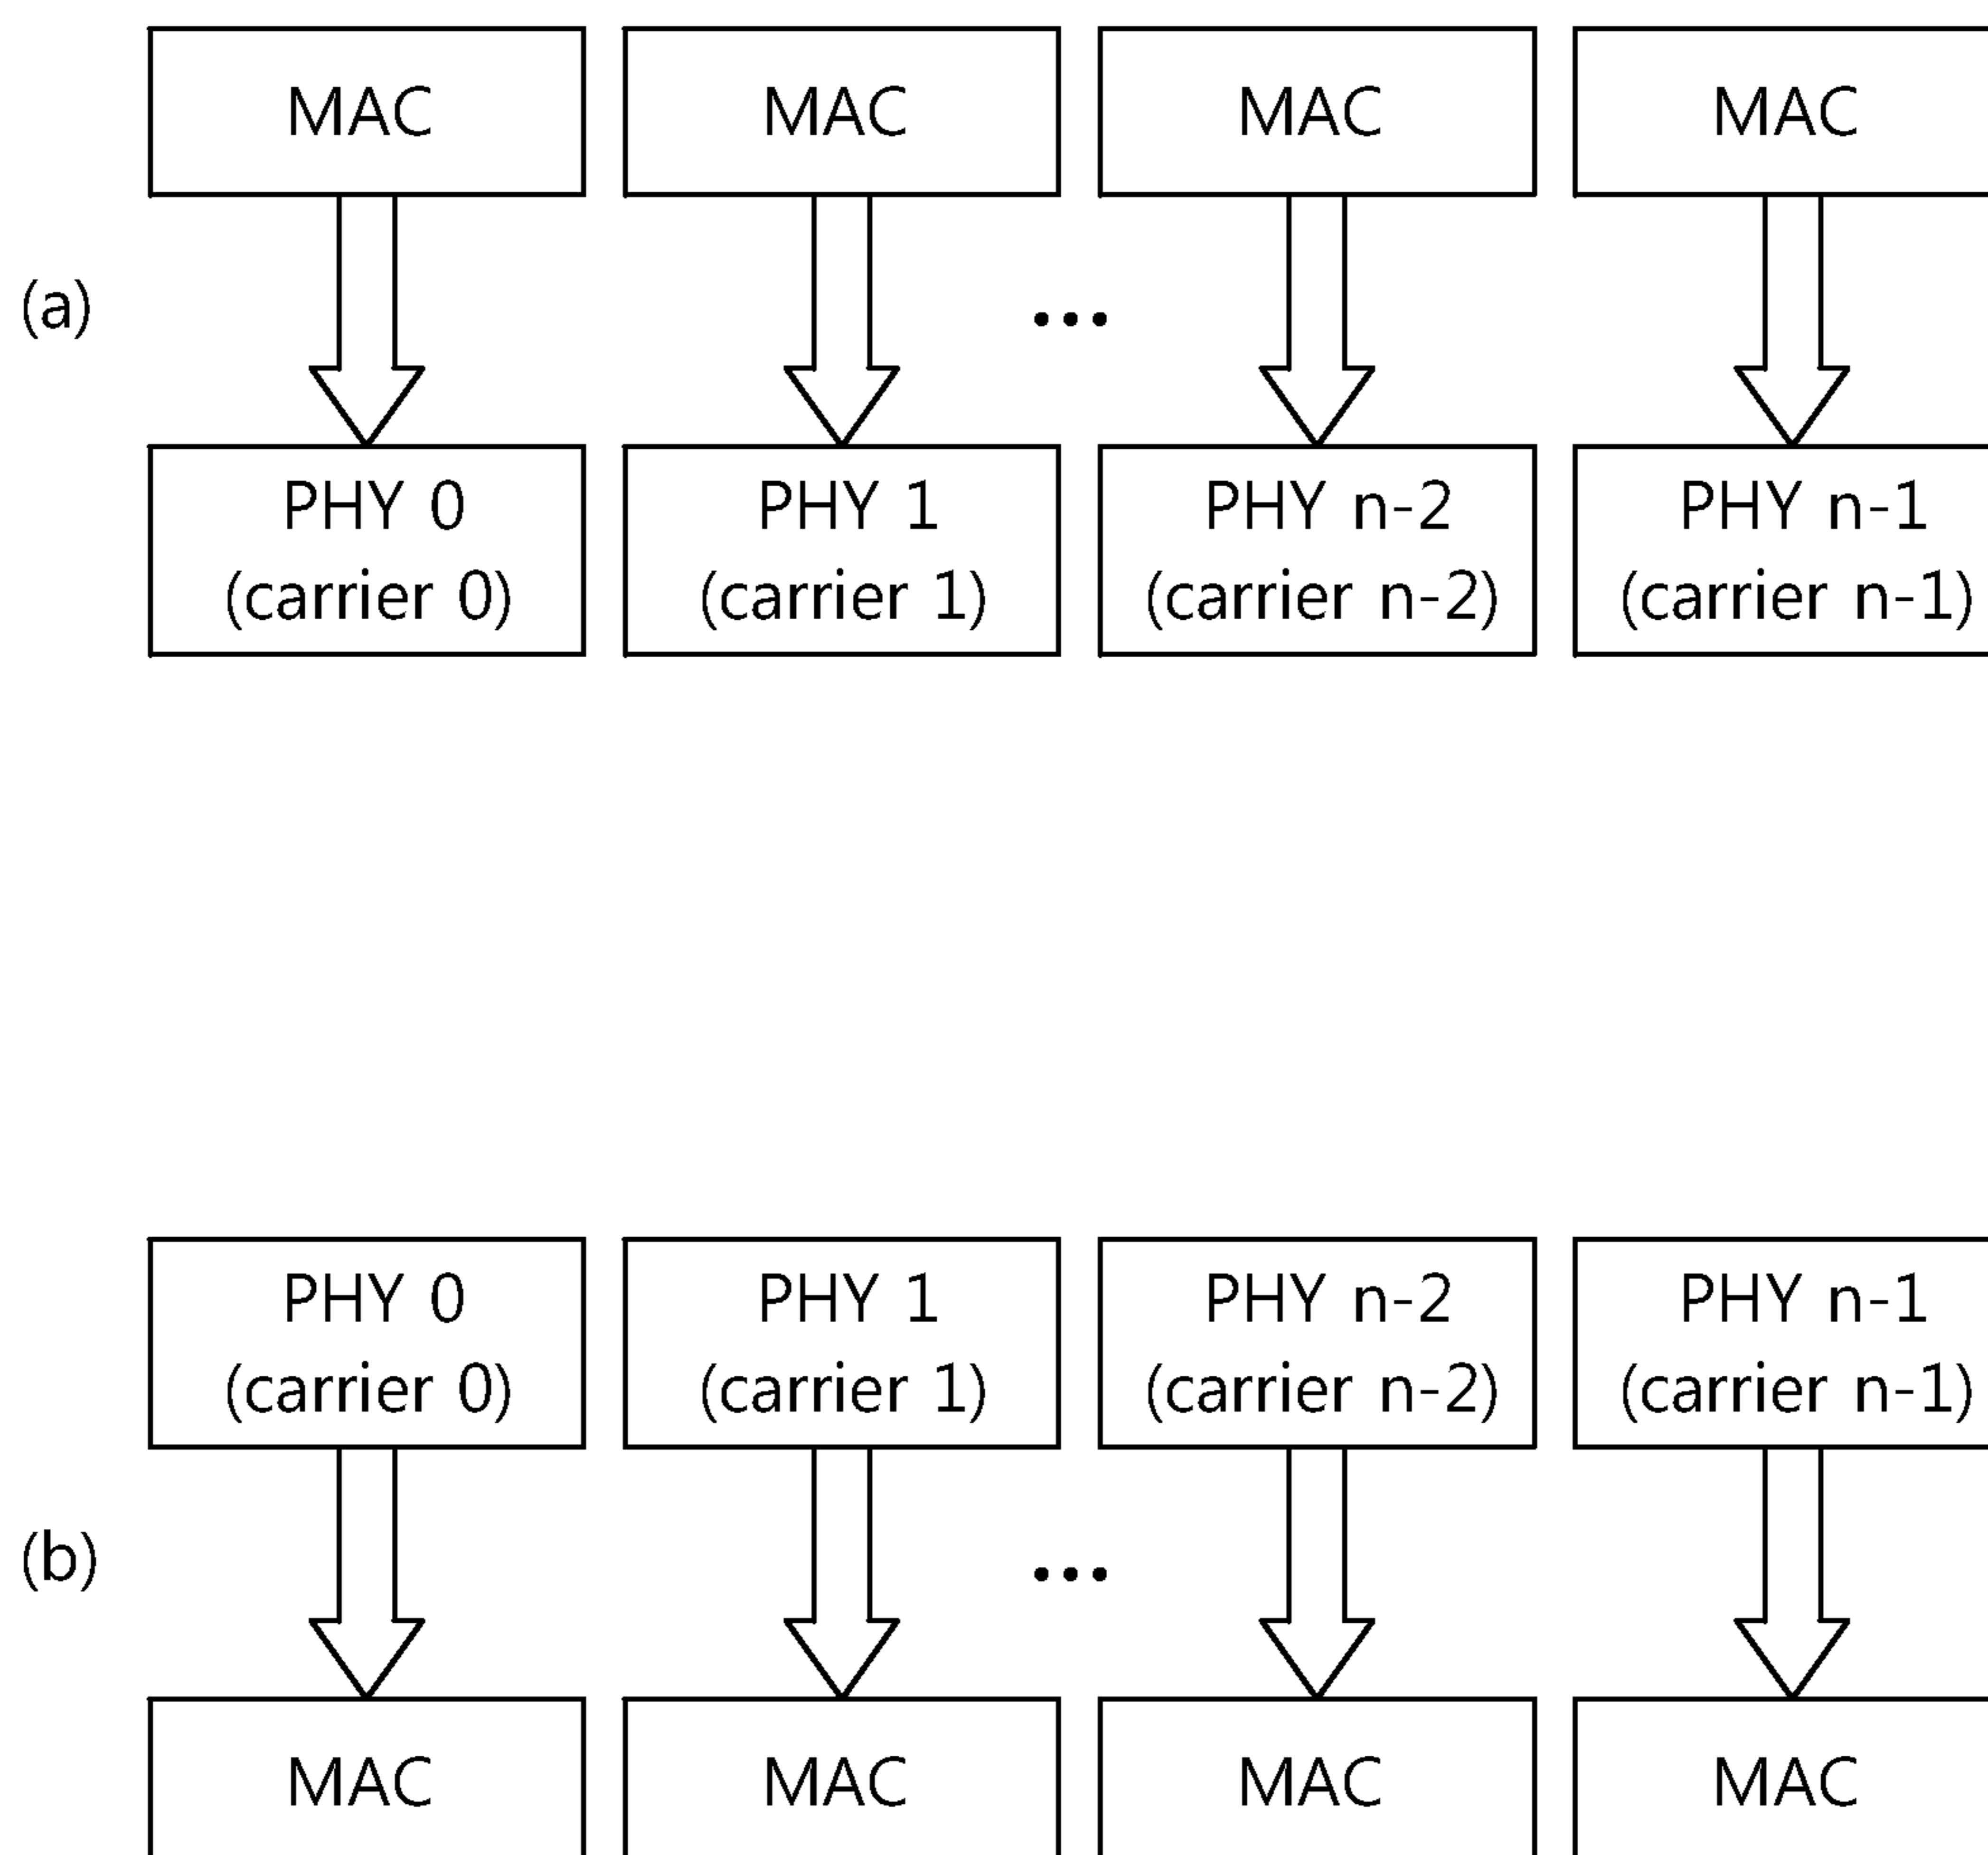 MAC MAC MAC MAC
(a)
...
PHY 0 PHY 1 PHY n-2 PHY n-1
(carrier 0) (carrier 1) (carrier n-2) (carrier n-1)
PHY 0 PHY 1 PHY n-2 PHY n-1
(carrier 0) (carrier 1) (carrier n-2) (carrier n-1)
(b)
...
MAC MAC MAC MAC